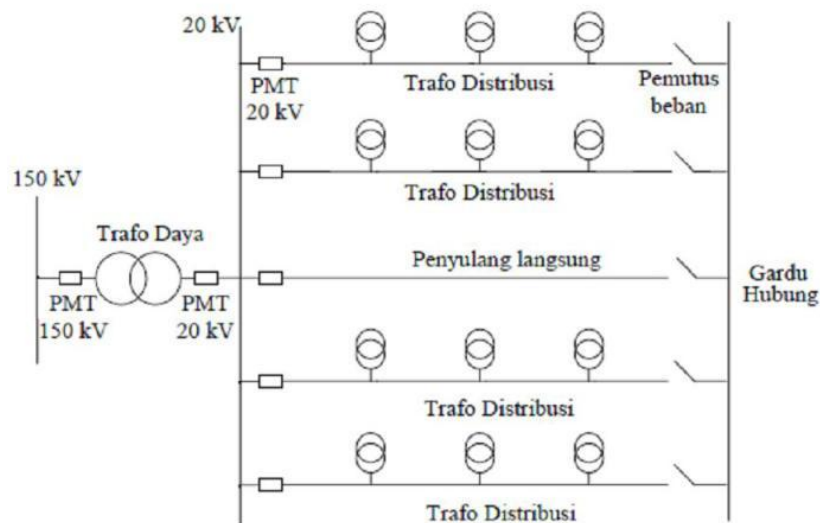 20 kV
PMT
20 kV
Trafo Distribusi
Pemutus
beban
Trafo Distribusi
150 kV
Trafo Daya
PMT
150 kV
PMT
20 kV
Penyulang langsung
Gardu
Hubung
Trafo Distribusi
Trafo Distribusi